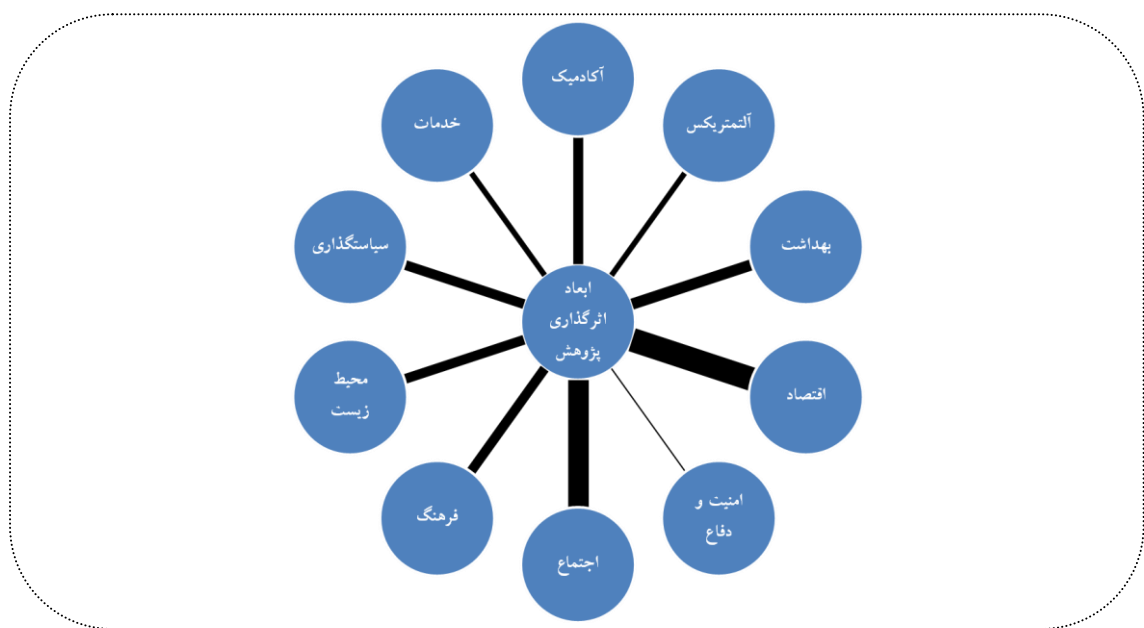 آکادمیک
آلتمتریکس
بهداشت
اقتصاد
امنیت و
دفاع
اجتماع
فرهنگ
محیط
زیست
سیاستگذاری
خدمات
ابعاد
اثرگذاری
پژوهش